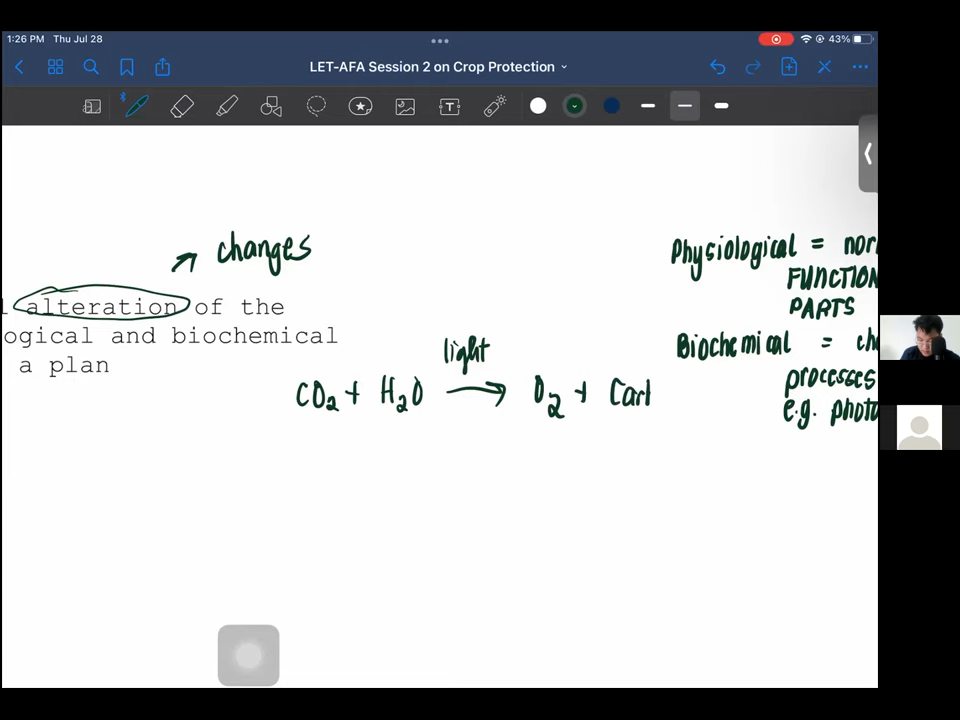 1:26 PM Thu Jul 28
43%
LET-AFA Session 2 on Crop Protection
changes
Physiological = nor
FUNCTION
PARTS
l alteration of the
ogical and biochemical
a plan
light
Biochemical = ch
processes
e.g. photo
CO2 + H2O → O2 + Carb